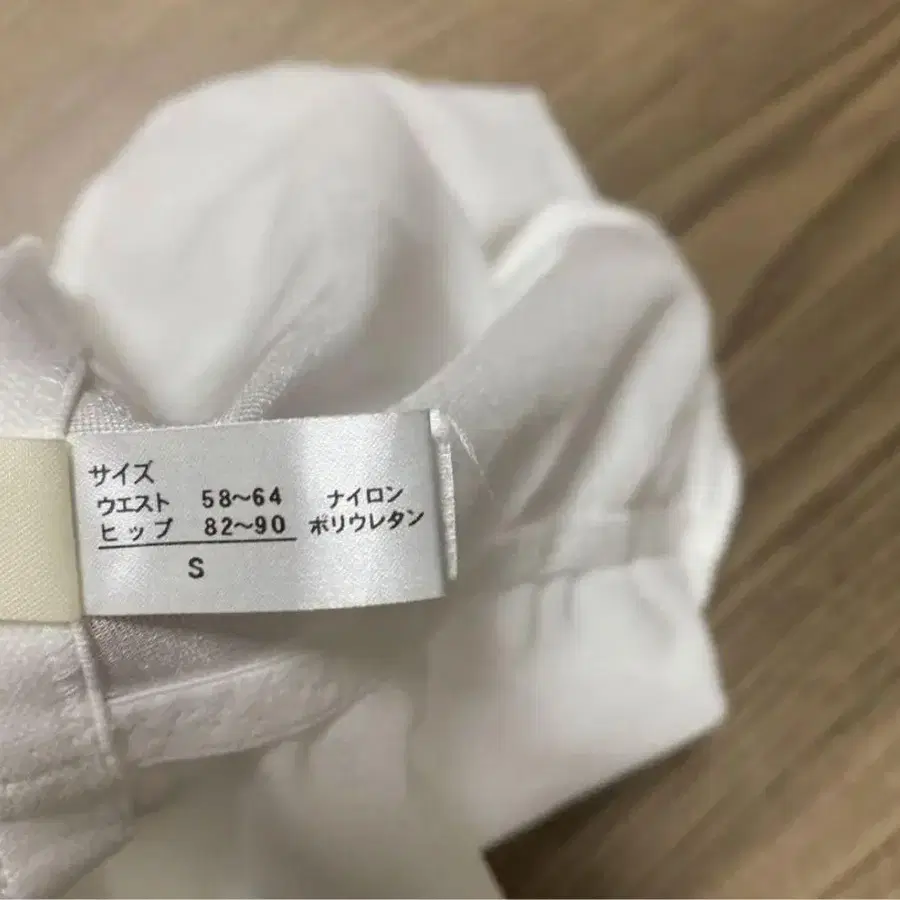 サイズ
ウエスト 58～64
ヒップ 82～90
S
ナイロン
ポリウレタン